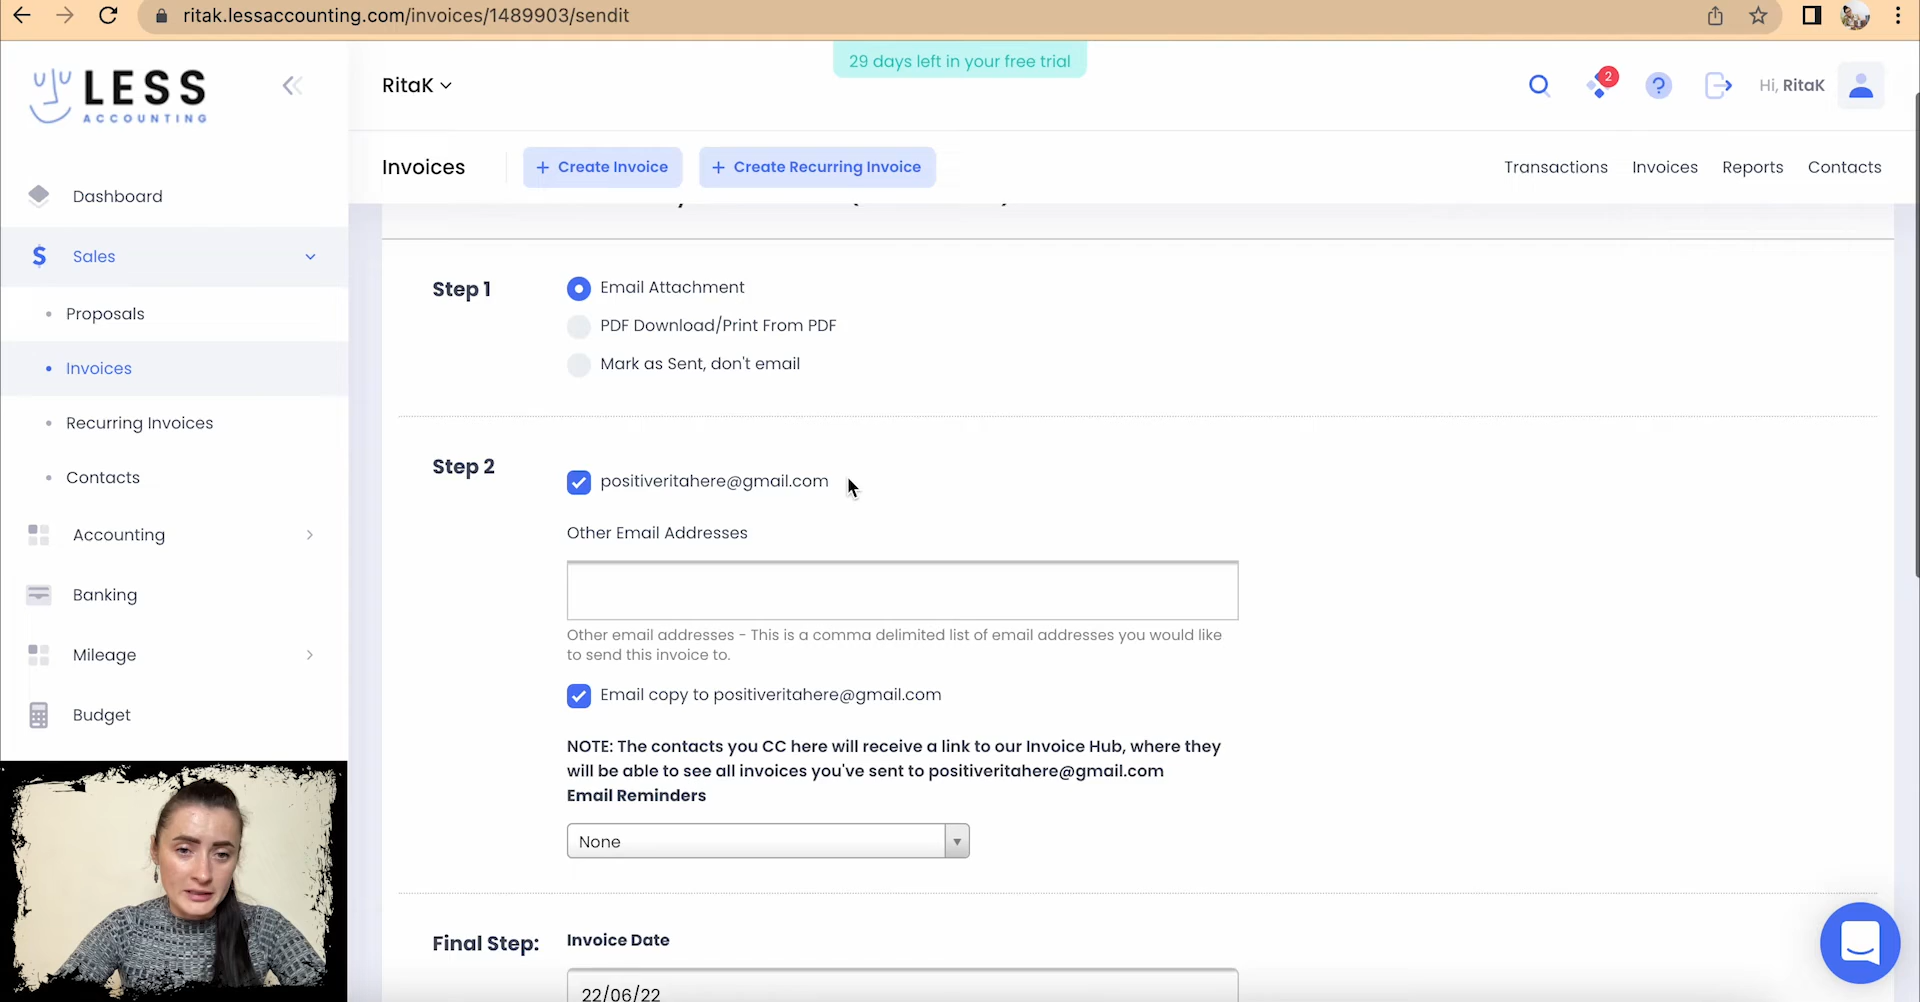 ritak.lessaccounting.com/invoices/1489903/sendit
LESS
ACCOUNTING
RitaK
29 days left in your free trial
2
?
Hi, RitaK
Invoices
+ Create Invoice
+ Create Recurring Invoice
Transactions
Invoices
Reports
Contacts
Dashboard
$ Sales
Proposals
Invoices
Recurring Invoices
Contacts
Accounting
Banking
Mileage
Budget
Step 1
Email Attachment
PDF Download/Print From PDF
Mark as Sent, don't email
Step 2
positiveritahere@gmail.com
Other Email Addresses
Other email addresses - This is a comma delimited list of email addresses you would like
to send this invoice to.
Email copy to positiveritahere@gmail.com
NOTE: The contacts you CC here will receive a link to our Invoice Hub, where they
will be able to see all invoices you've sent to positiveritahere@gmail.com
Email Reminders
None
Final Step:
Invoice Date
22/06/22